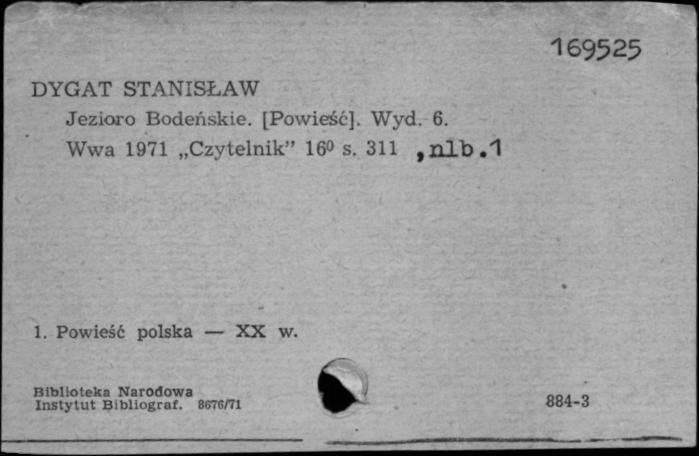 169525
DYGAT STANISŁAW
Jezioro Bodeńskie. [Powieść]. Wyd. 6.
Wwa 1971 „Czytelnik” 16⁰ s. 311 ,nlb.1
1. Powieść polska — XX w.
Biblioteka Narodowa
Instytut Bibliograf. 8676/71
884-3